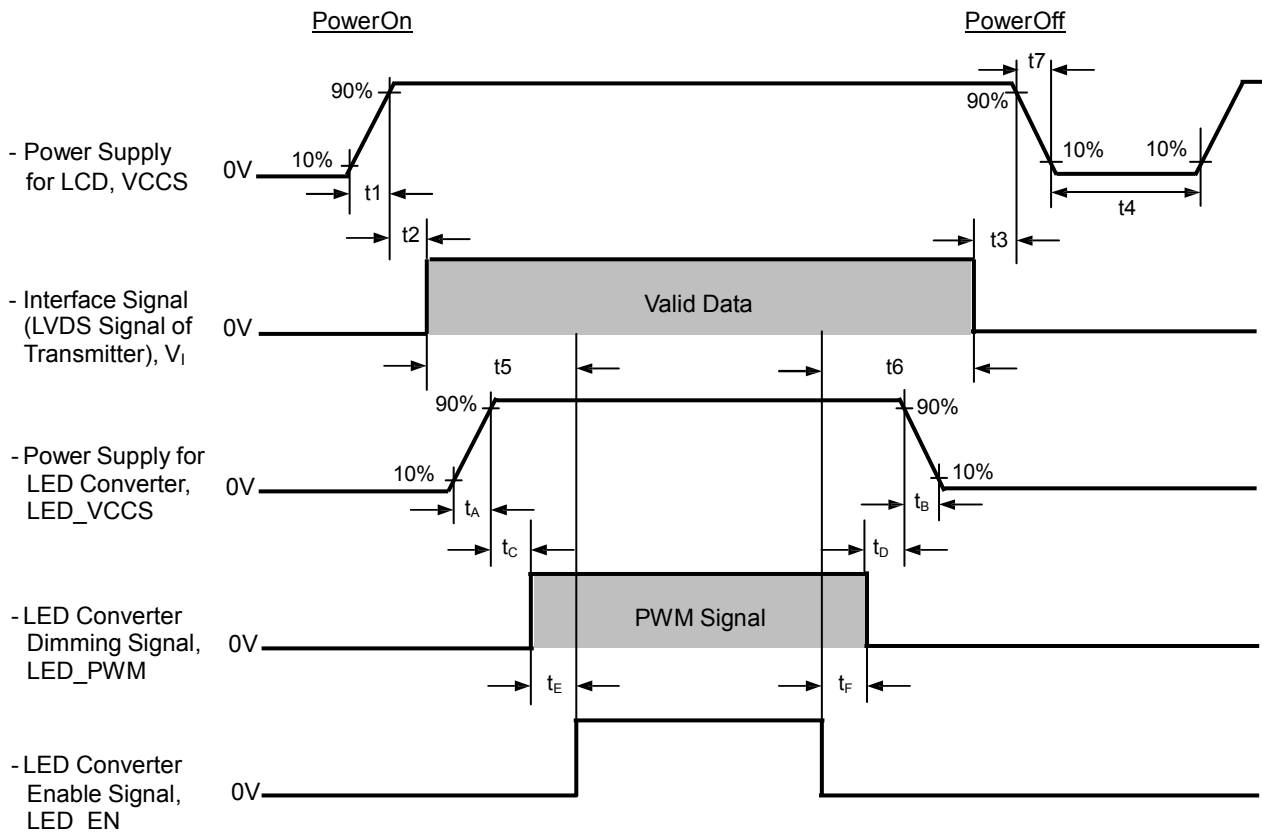 PowerOn
PowerOff
t7
90%
90%
- Power Supply
for LCD, VCCS
0V
10%
10%
10%
t1
t4
t2
t3
- Interface Signal
(LVDS Signal of
Transmitter), VI
0V
Valid Data
t5
t6
90%
90%
- Power Supply for
LED Converter,
LED_VCCS
0V
10%
10%
tA
tB
tC
tD
- LED Converter
Dimming Signal,
LED_PWM
0V
PWM Signal
tE
tF
- LED Converter
Enable Signal,
LED_EN
0V